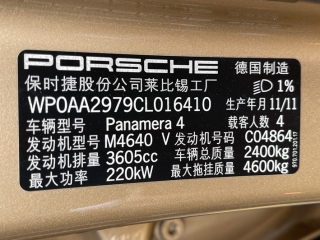 PORSCHE 德国制造
保时捷股份公司莱比锡工厂 1%
WP0AA2979CL016410 生产年月 11/11
车辆型号 Panamera 4 载客人数 4
发动机型号 M4640 V 发动机号码 C04864
发动机排量 3605cc 车辆总质量 2400kg
最大功率 220kW 最大拖挂质量 4600kg